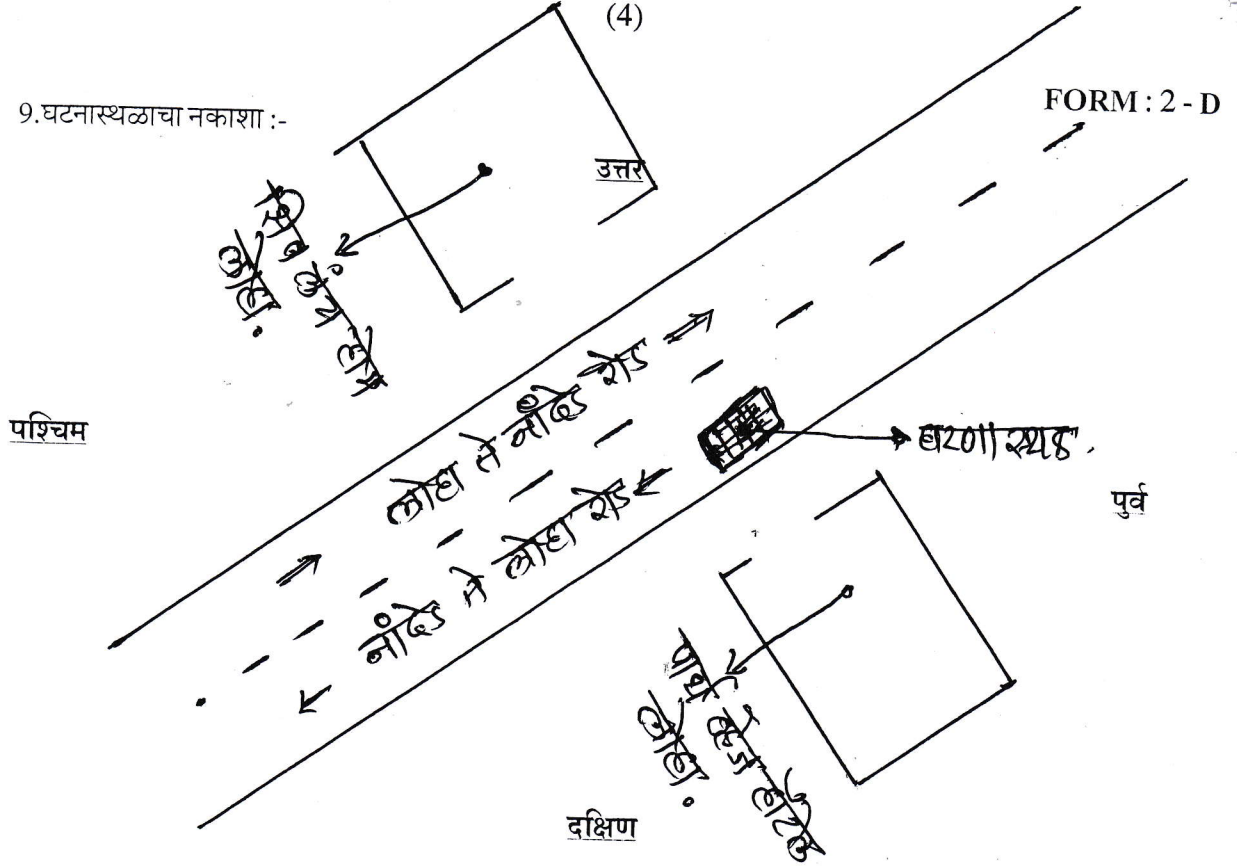 (4)
9.घटनास्थळाचा नकाशा :-
FORM : 2 - D
उत्तर
लोहा ते नांदेड रोड
पश्चिम
घटना स्थळ.
पुर्व
नांदेड ते लोहा रोड
लोहा.
लोहा.
दक्षिण